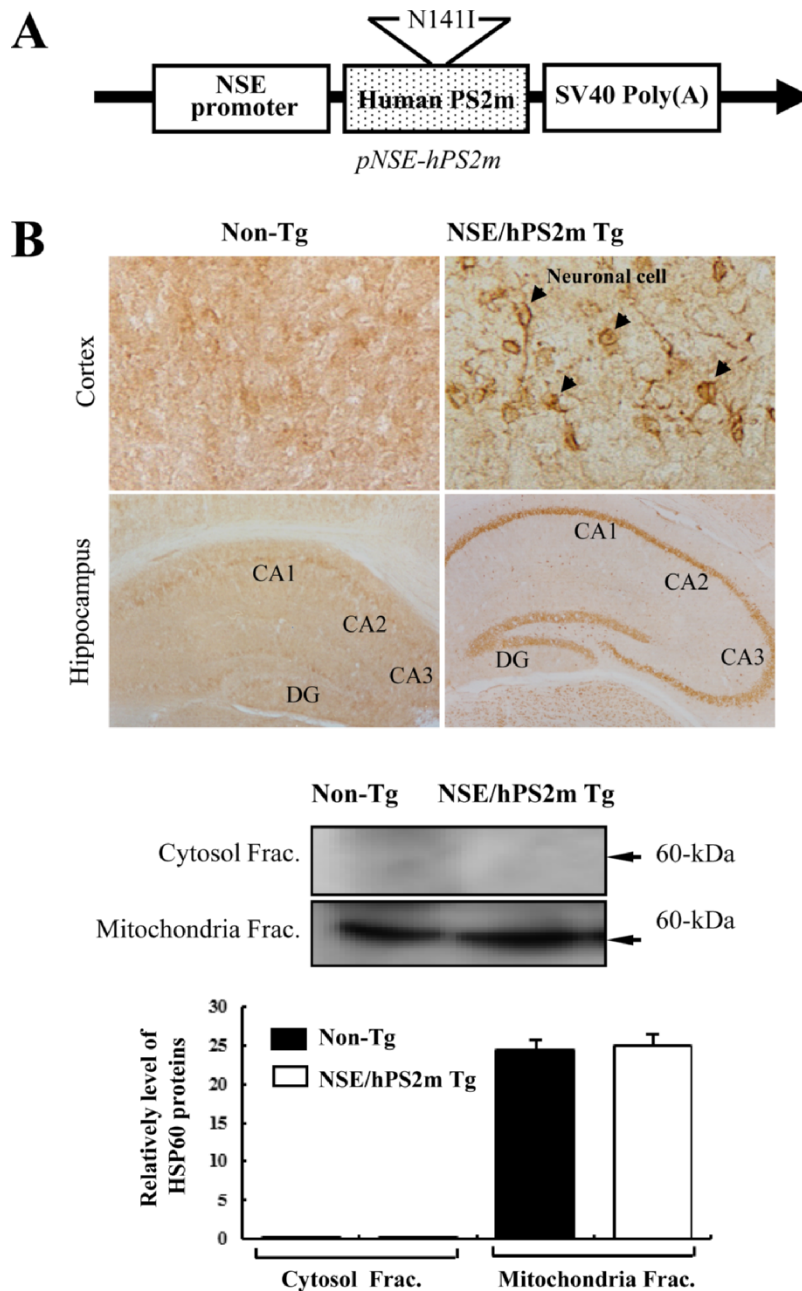 A
N141I
NSE
promoter
Human PS2m
SV40 Poly(A)
pNSE-hPS2m
B
Non-Tg
NSE/hPS2m Tg
Cortex
Neuronal cell
Hippocampus
CA1
CA2
CA3
DG
CA1
CA2
CA3
DG
Non-Tg
NSE/hPS2m Tg
Cytosol Frac.
60-kDa
Mitochondria Frac.
60-kDa
Relatively level of
HSP60 proteins
30
25
20
15
10
5
0
Non-Tg
NSE/hPS2m Tg
Cytosol Frac.
Mitochondria Frac.